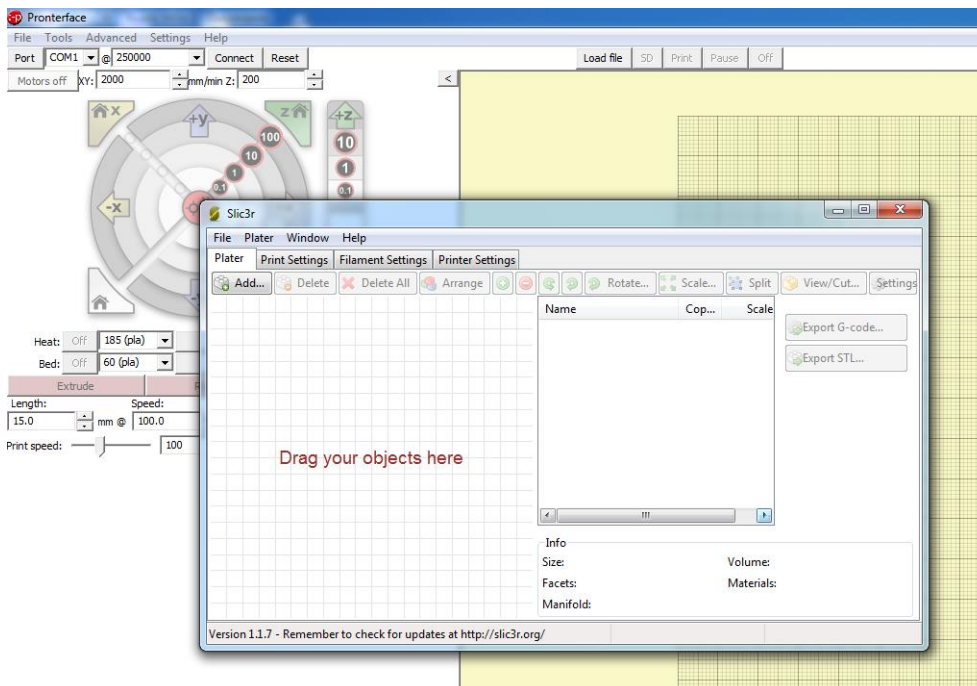 Pronterface
File Tools Advanced Settings Help
Port COM1 @ 250000 Connect Reset Load file SD Print Pause Off
Motors off XY: 2000 mm/min Z: 200 <
X +y Z +Z
100 10
10 1
1 0.1
0.1
-X
Slic3r
File Plater Window Help
Plater Print Settings Filament Settings Printer Settings
Add... Delete Delete All Arrange Rotate... Scale... Split View/Cut... Settings
Name Cop... Scale
Export G-code...
Export STL...
Heat: Off 185 (pla)
Bed: Off 60 (pla)
Extrude
Length: Speed:
15.0 mm @ 100.0
Print speed: 100
Drag your objects here
Info
Size: Volume:
Facets: Materials:
Manifold:
Version 1.1.7 - Remember to check for updates at http://slic3r.org/